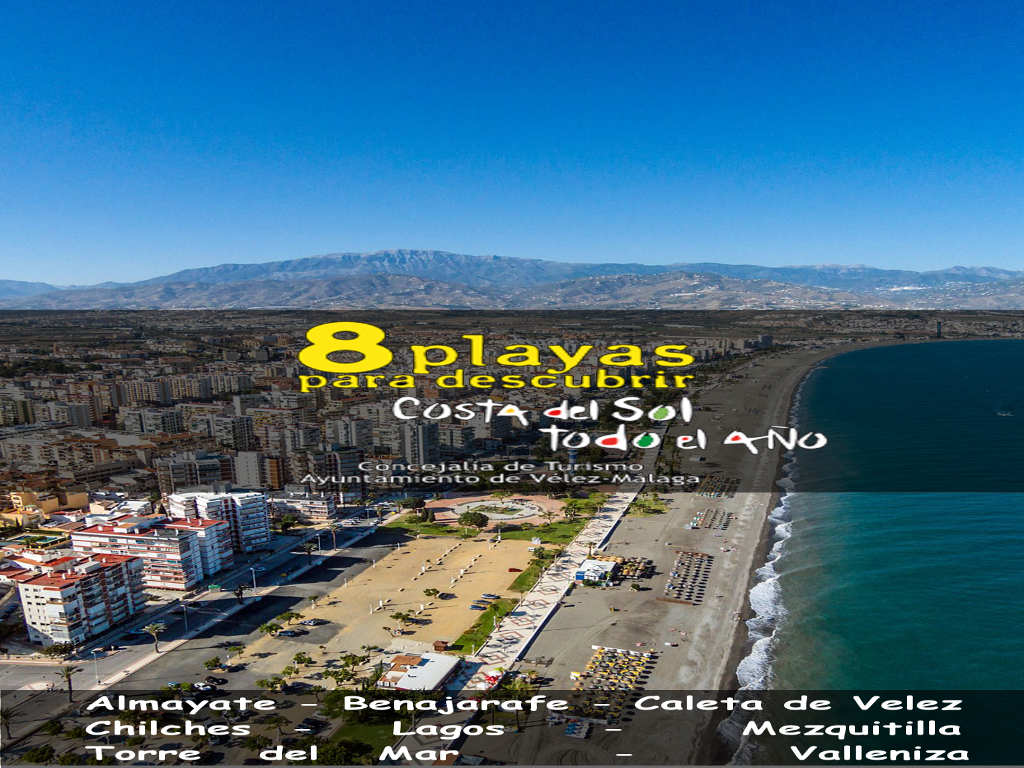 8 playas
para descubrir
Costa del Sol
Todo el Año
Concejalia de Turismo
Ayuntamiento de Vélez-Málaga
Almayate - Benajarafe - Caleta de Velez
Chilches - Lagos - Mezquitilla
Torre del Mar - Valleniza